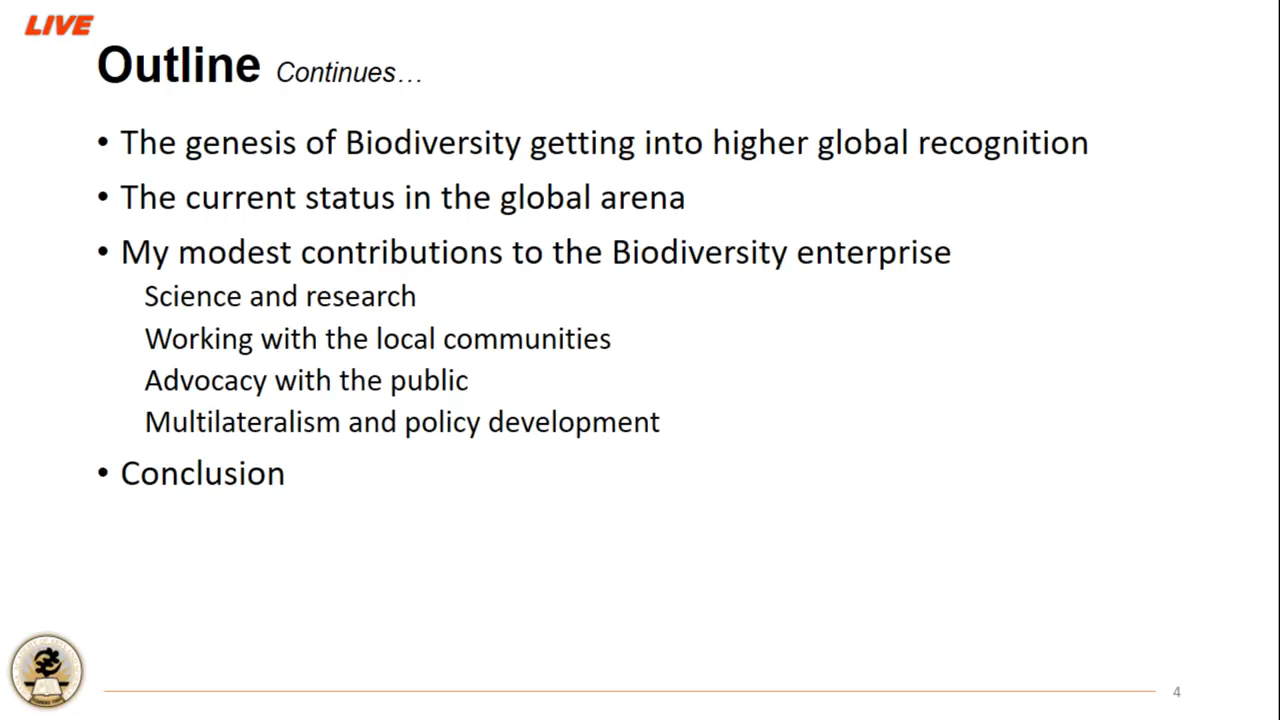 LIVE
Outline Continues...
• The genesis of Biodiversity getting into higher global recognition
• The current status in the global arena
• My modest contributions to the Biodiversity enterprise
Science and research
Working with the local communities
Advocacy with the public
Multilateralism and policy development
• Conclusion
4